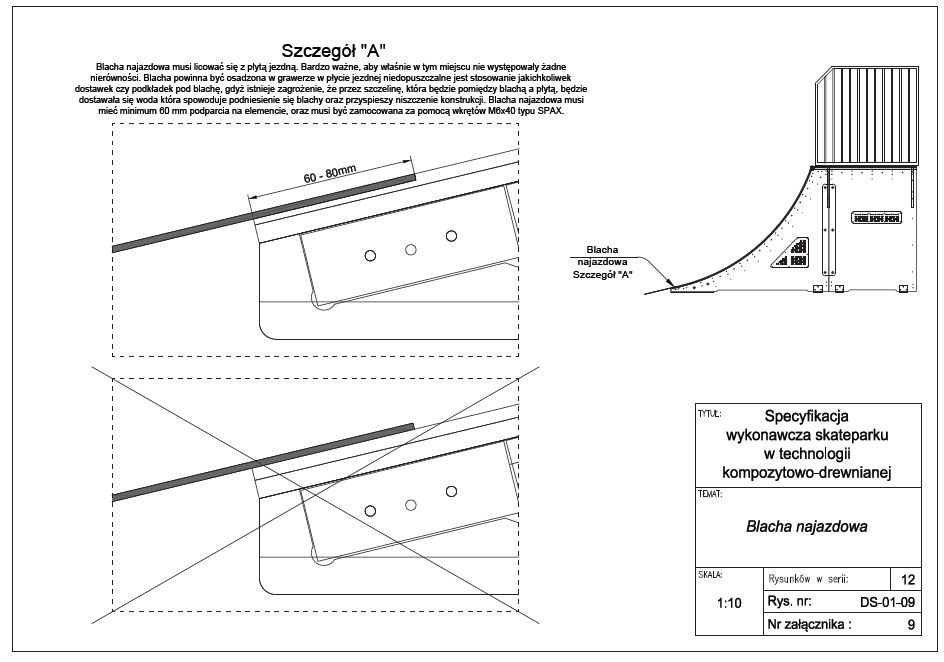 Szczegół "A"
Blacha najazdowa musi licować się z płytą jezdną. Bardzo ważne, aby właśnie w tym miejscu nie występowały żadne
nierówności. Blacha powinna być osadzona w grawerze w płycie jezdnej niedopuszczalne jest stosowanie jakichkoliwek
dostawek czy podkładek pod blachę, gdyż istnieje zagrożenie, że przez szczelinę, która będzie pomiędzy blachą a płytą, będzie
dostawała się woda która spowoduje podniesienie się blachy oraz przyspieszy niszczenie konstrukcji. Blacha najazdowa musi
mieć minimum 60 mm podparcia na elemencie, oraz musi być zamocowana za pomocą wkrętów M6x40 typu SPAX.
60 - 80mm
Blacha
najazdowa
Szczegół "A"
TYTUŁ:
Specyfikacja
wykonawcza skateparku
w technologii
kompozytowo-drewnianej
TEMAT:
Blacha najazdowa
SKALA:
1:10
Rysunków w serii: 12
Rys. nr: DS-01-09
Nr załącznika : 9